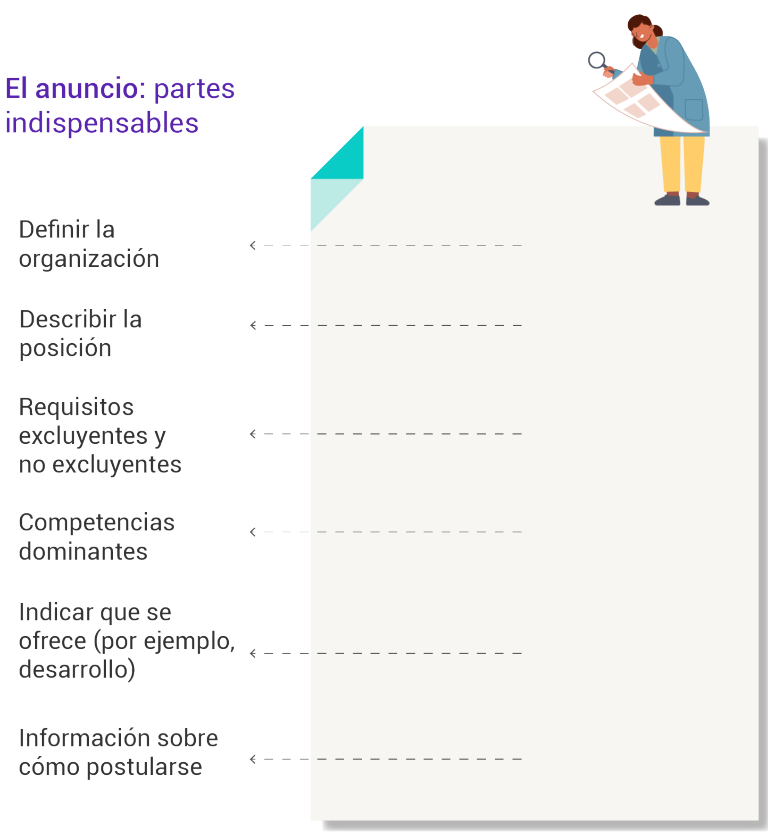 El anuncio: partes
indispensables
Definir la
organización
Describir la
posición
Requisitos
excluyentes y
no excluyentes
Competencias
dominantes
Indicar que se
ofrece (por ejemplo,
desarrollo)
Información sobre
cómo postularse